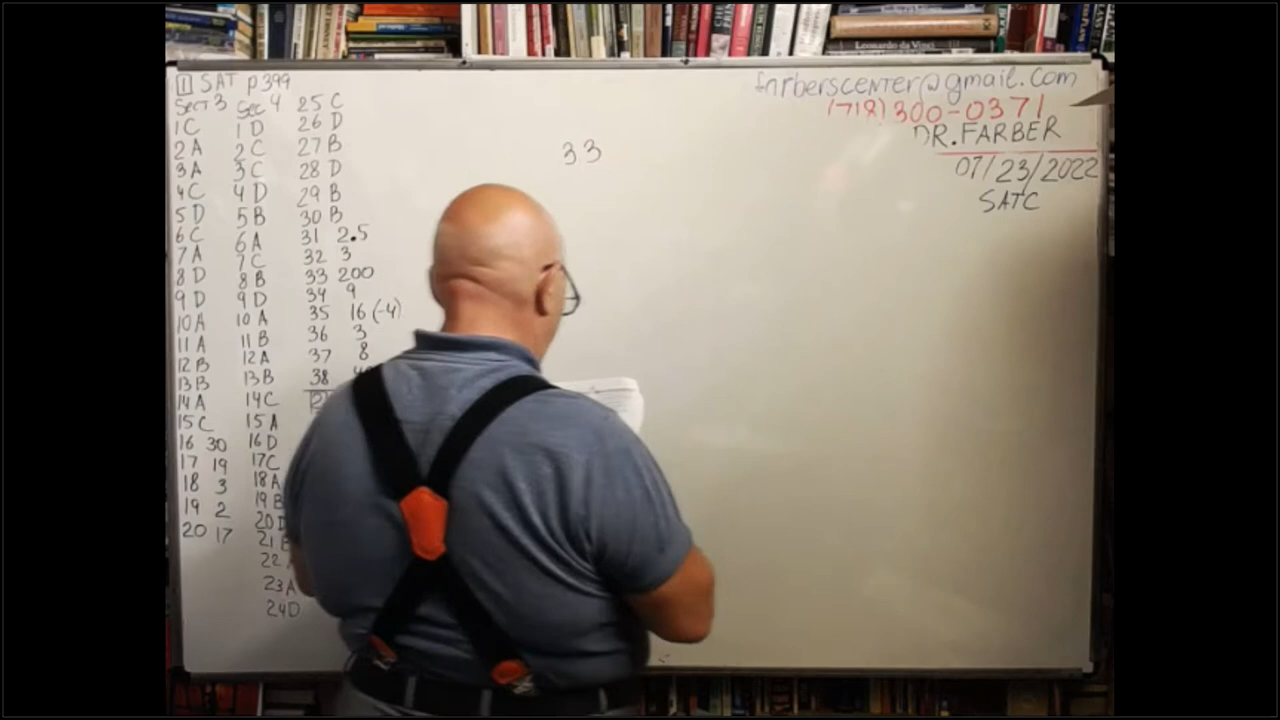 1 SAT p399
Sect 3
1 C
2 A
3 A
4 C
5 D
6 C
7 A
8 D
9 D
10 A
11 A
12 B
13 B
14 A
15 C
16 30
17 19
18 3
19 2
20 17
Sec 4
1 D
2 C
3 C
4 D
5 B
6 A
7 C
8 B
9 D
10 A
11 B
12 A
13 B
14 C
15 A
16 D
17 C
18 A
19 B
20 D
21
22
23 A
24 D
25 C
26 D
27 B
28 D
29 B
30 B
31 2.5
32 3
33 200
34 9
35 16 (-4)
36 3
37 8
38
33
farberscenter@gmail.com
(718) 300-0371
DR. FARBER
07/23/2022
SATC
Leonardo da Vinci